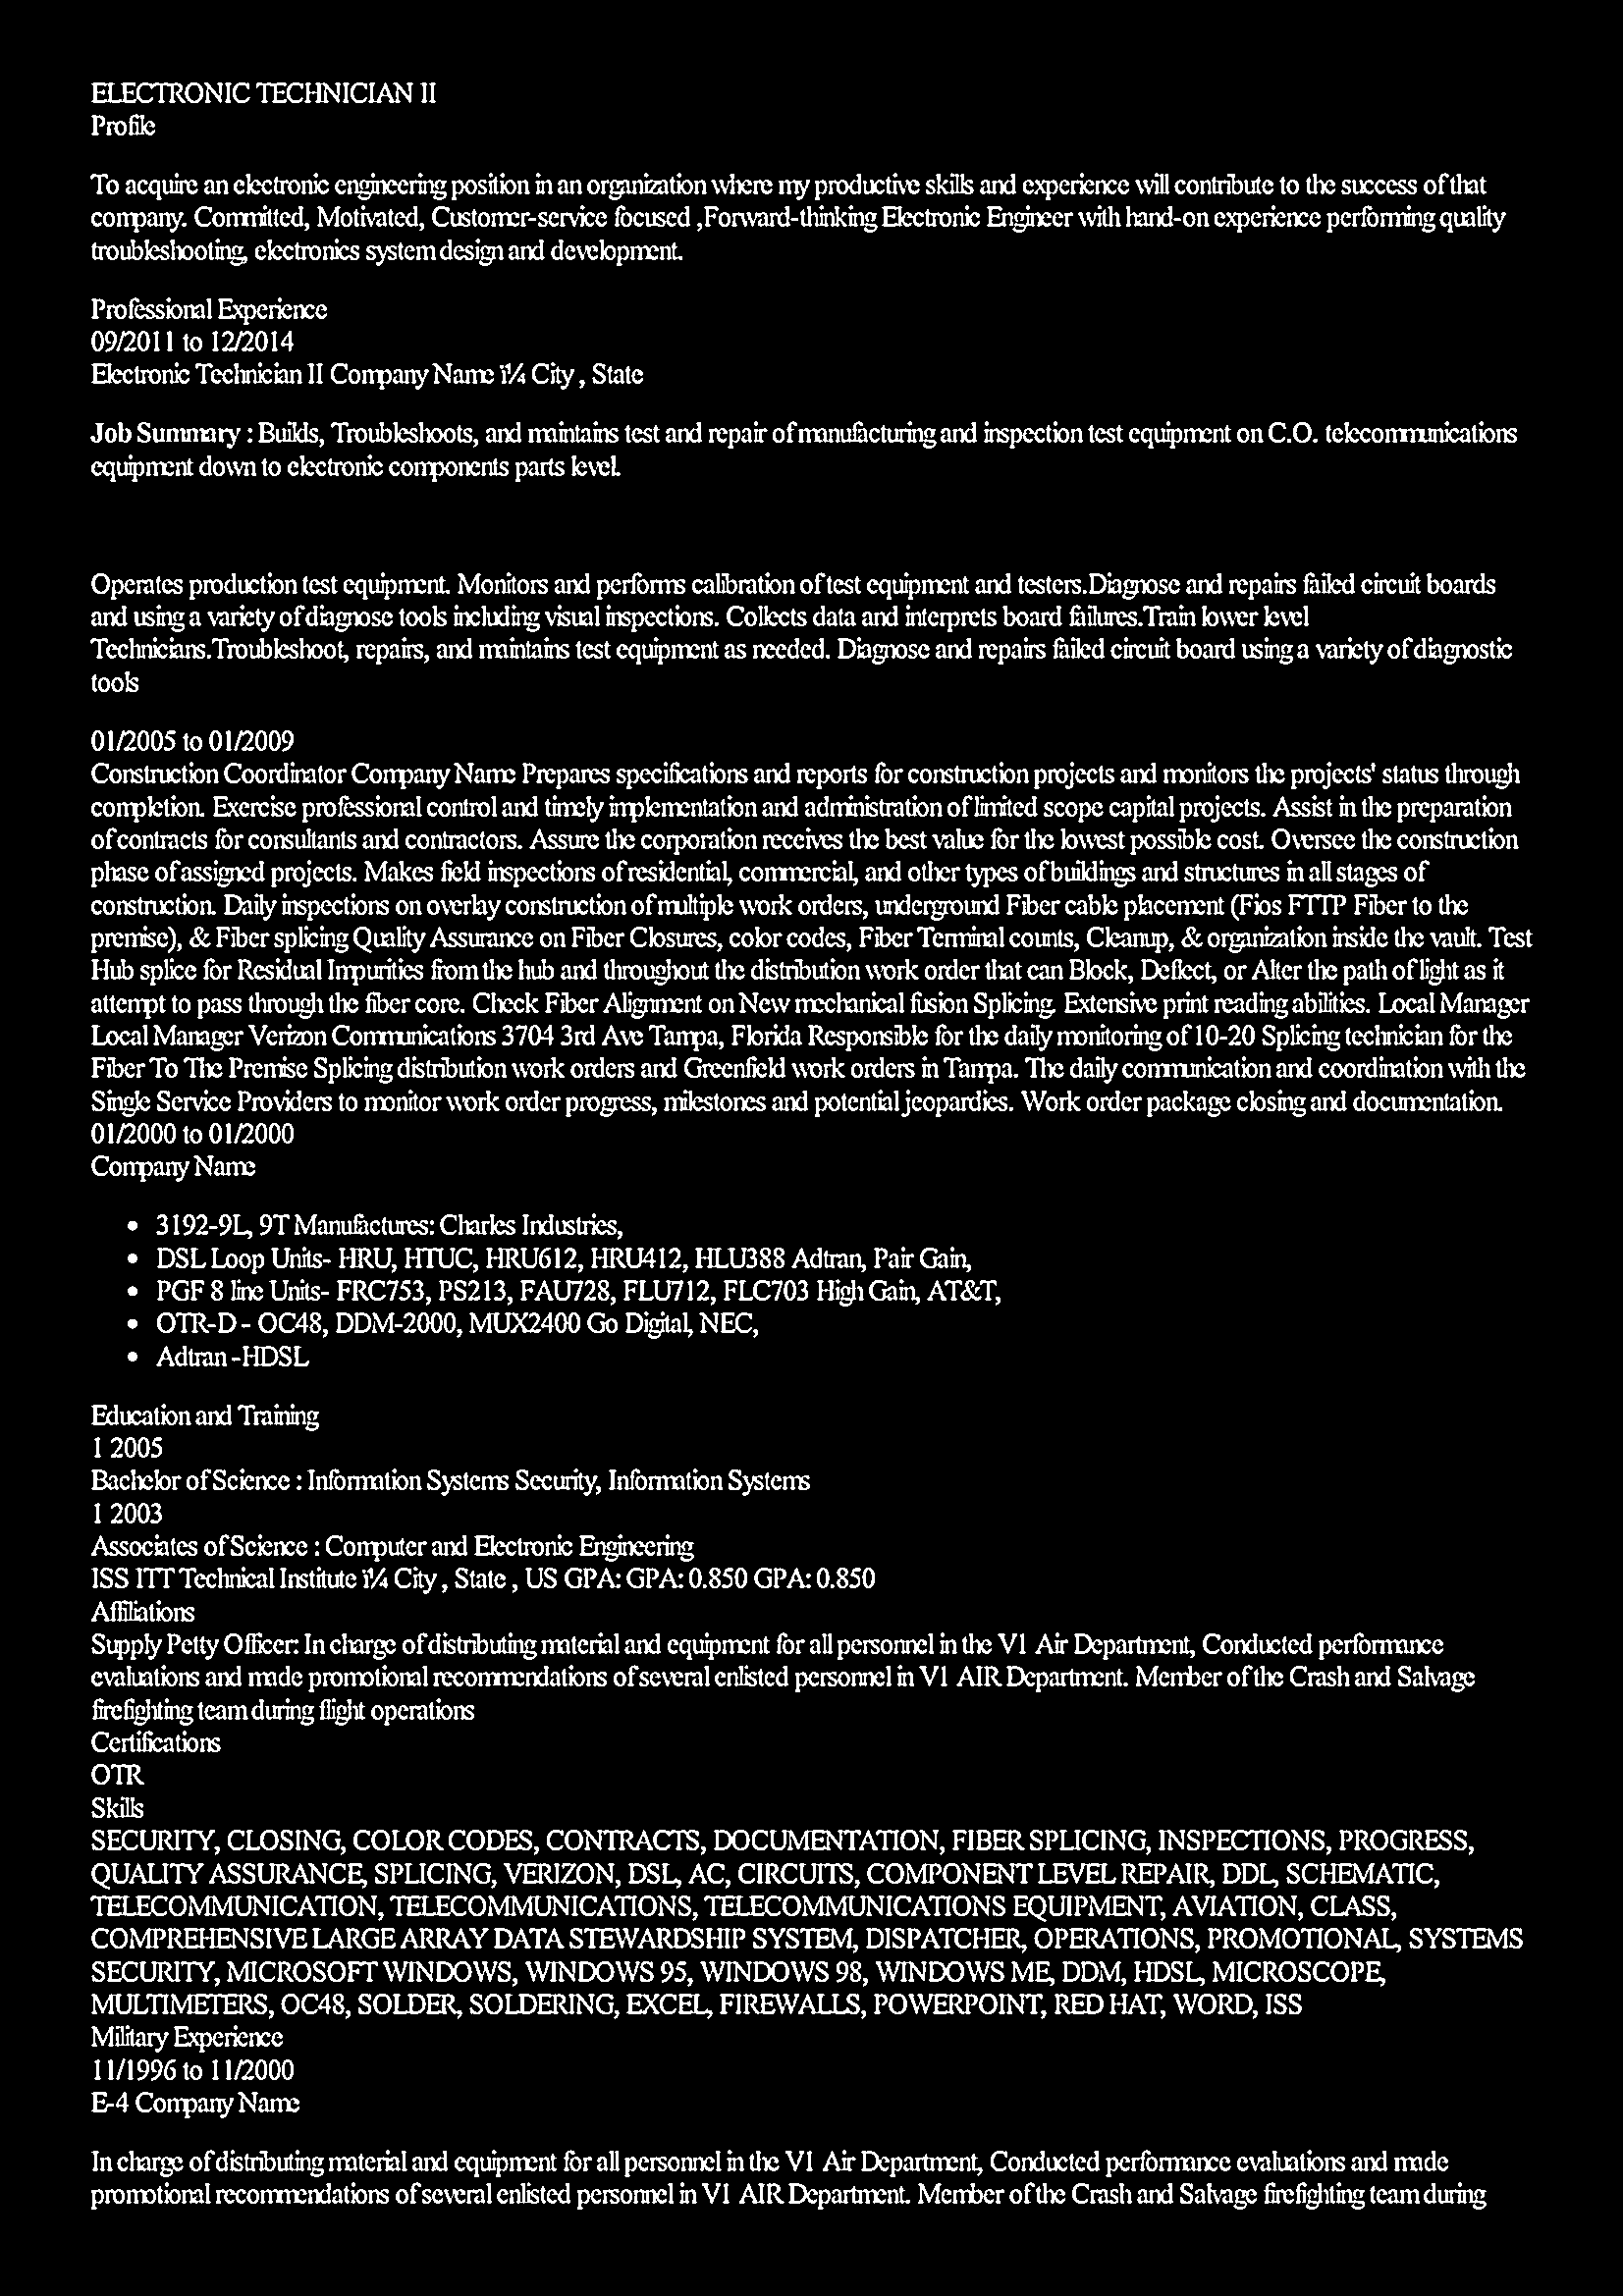 ELECTRONIC TECHNICIAN II
Profile
To acquire an electronic engineering position in an organization where my productive skills and experience will contribute to the success of that
company. Committed, Motivated, Customer-service focused ,Forward-thinking Electronic Engineer with hand-on experience performing quality
troubleshooting, electronics system design and development.
Professional Experience
09/2011 to 12/2014
Electronic Technician II Company Name ï¼ City , State
Job Summary : Builds, Troubleshoots, and maintains test and repair of manufacturing and inspection test equipment on C.O. telecommunications
equipment down to electronic components parts level.
Operates production test equipment. Monitors and performs calibration of test equipment and testers.Diagnose and repairs failed circuit boards
and using a variety of diagnose tools including visual inspections. Collects data and interprets board failures.Train lower level
Technicians.Troubleshoot, repairs, and maintains test equipment as needed. Diagnose and repairs failed circuit board using a variety of diagnostic
tools
01/2005 to 01/2009
Construction Coordinator Company Name Prepares specifications and reports for construction projects and monitors the projects' status through
completion. Exercise professional control and timely implementation and administration of limited scope capital projects. Assist in the preparation
of contracts for consultants and contractors. Assure the corporation receives the best value for the lowest possible cost. Oversee the construction
phase of assigned projects. Makes field inspections of residential, commercial, and other types of buildings and structures in all stages of
construction. Daily inspections on overlay construction of multiple work orders, underground Fiber cable placement (Fios FTTP Fiber to the
premise), & Fiber splicing Quality Assurance on Fiber Closures, color codes, Fiber Terminal counts, Cleanup, & organization inside the vault. Test
Hub splice for Residual Impurities from the hub and throughout the distribution work order that can Block, Deflect, or Alter the path of light as it
attempt to pass through the fiber core. Check Fiber Alignment on New mechanical fusion Splicing. Extensive print reading abilities. Local Manager
Local Manager Verizon Communications 3704 3rd Ave Tampa, Florida Responsible for the daily monitoring of 10-20 Splicing technician for the
Fiber To The Premise Splicing distribution work orders and Greenfield work orders in Tampa. The daily communication and coordination with the
Single Service Providers to monitor work order progress, milestones and potential jeopardies. Work order package closing and documentation.
01/2000 to 01/2000
Company Name
• 3192-9L, 9T Manufactures: Charles Industries,
• DSL Loop Units- HRU, HTUC, HRU612, HRU412, HLU388 Adtran, Pair Gain,
• PGF 8 line Units- FRC753, PS213, FAU728, FLU712, FLC703 High Gain, AT&T,
• OTR-D - OC48, DDM-2000, MUX2400 Go Digital, NEC,
• Adtran -HDSL
Education and Training
1 2005
Bachelor of Science : Information Systems Security, Information Systems
1 2003
Associates of Science : Computer and Electronic Engineering
ISS ITT Technical Institute ï¼ City , State , US GPA: GPA: 0.850 GPA: 0.850
Affiliations
Supply Petty Officer: In charge of distributing material and equipment for all personnel in the V1 Air Department, Conducted performance
evaluations and made promotional recommendations of several enlisted personnel in V1 AIR Department. Member of the Crash and Salvage
firefighting team during flight operations
Certifications
OTR
Skills
SECURITY, CLOSING, COLOR CODES, CONTRACTS, DOCUMENTATION, FIBER SPLICING, INSPECTIONS, PROGRESS,
QUALITY ASSURANCE, SPLICING, VERIZON, DSL, AC, CIRCUITS, COMPONENT LEVEL REPAIR, DDL, SCHEMATIC,
TELECOMMUNICATION, TELECOMMUNICATIONS, TELECOMMUNICATIONS EQUIPMENT, AVIATION, CLASS,
COMPREHENSIVE LARGE ARRAY DATA STEWARDSHIP SYSTEM, DISPATCHER, OPERATIONS, PROMOTIONAL, SYSTEMS
SECURITY, MICROSOFT WINDOWS, WINDOWS 95, WINDOWS 98, WINDOWS ME, DDM, HDSL, MICROSCOPE,
MULTIMETERS, OC48, SOLDER, SOLDERING, EXCEL, FIREWALLS, POWERPOINT, RED HAT, WORD, ISS
Military Experience
11/1996 to 11/2000
E-4 Company Name
In charge of distributing material and equipment for all personnel in the V1 Air Department, Conducted performance evaluations and made
promotional recommendations of several enlisted personnel in V1 AIR Department. Member of the Crash and Salvage firefighting team during